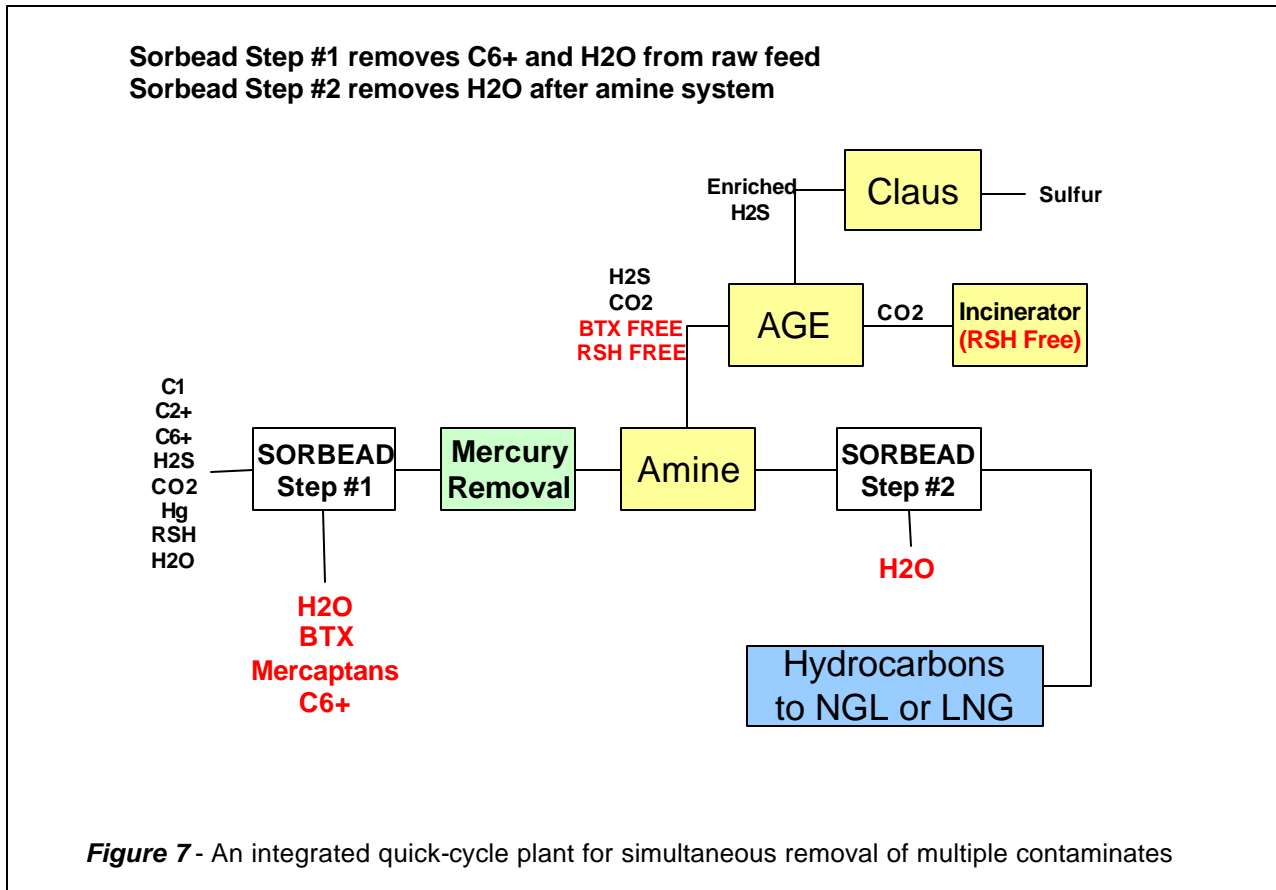 Sorbead Step #1 removes C6+ and H2O from raw feed
Sorbead Step #2 removes H2O after amine system
Enriched
H2S
Claus
Sulfur
H2S
CO2
BTX FREE
RSH FREE
AGE
CO2
Incinerator
(RSH Free)
C1
C2+
C6+
H2S
CO2
Hg
RSH
H2O
SORBEAD
Step #1
Mercury
Removal
Amine
SORBEAD
Step #2
H2O
BTX
Mercaptans
C6+
H2O
Hydrocarbons
to NGL or LNG
Figure 7 - An integrated quick-cycle plant for simultaneous removal of multiple contaminates